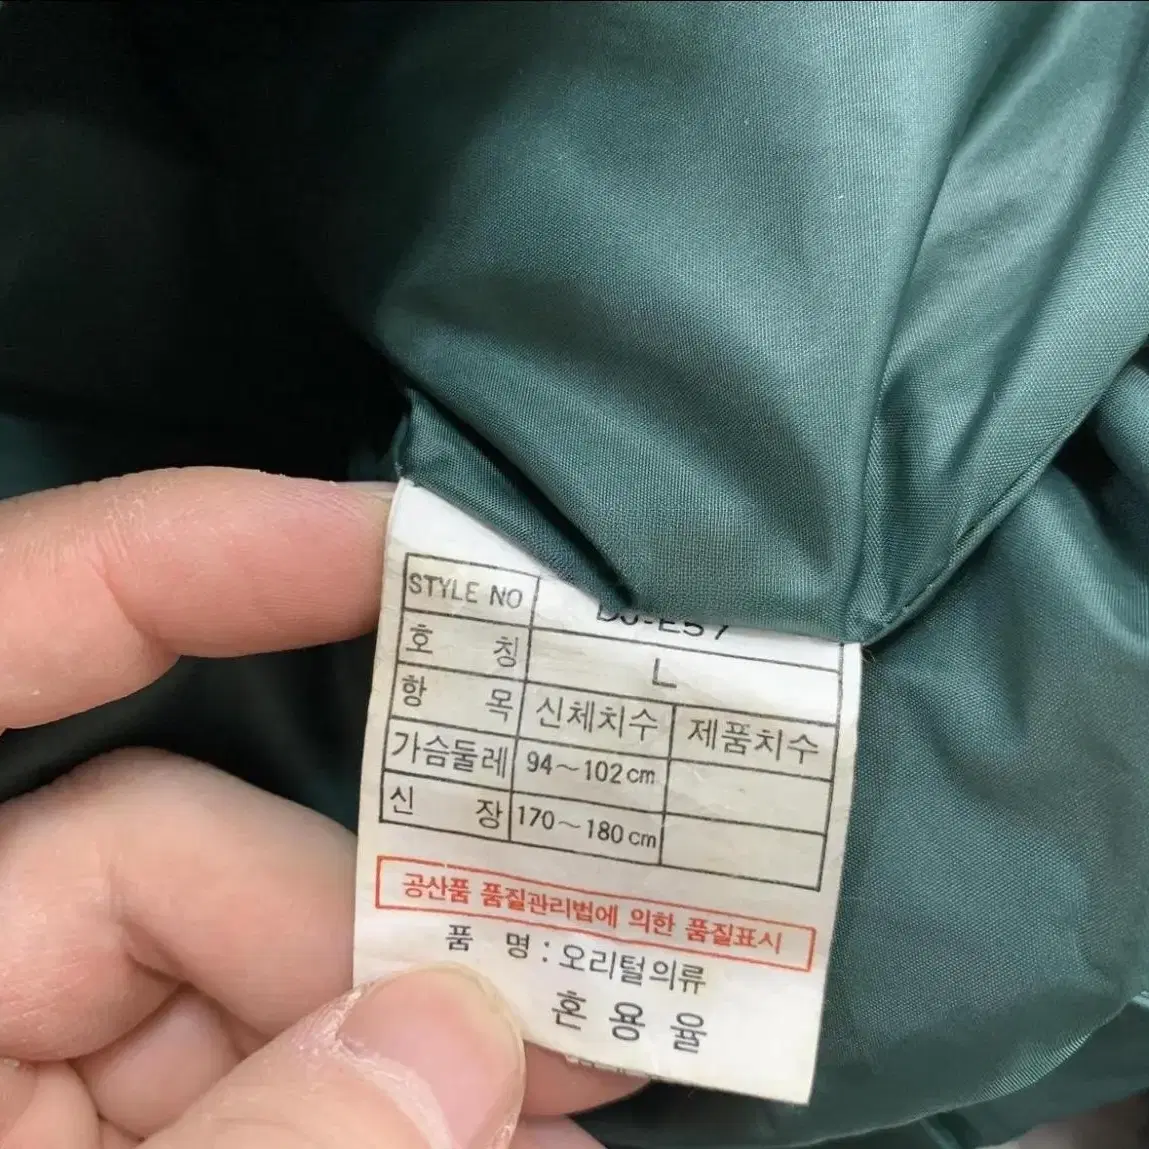 STYLE NO DJ-E57
호 칭 L
항 목 신체치수 제품치수
가슴둘레 94~102cm
신 장 170~180cm
공산품 품질관리법에 의한 품질표시
품 명 : 오리털의류
혼 용 율